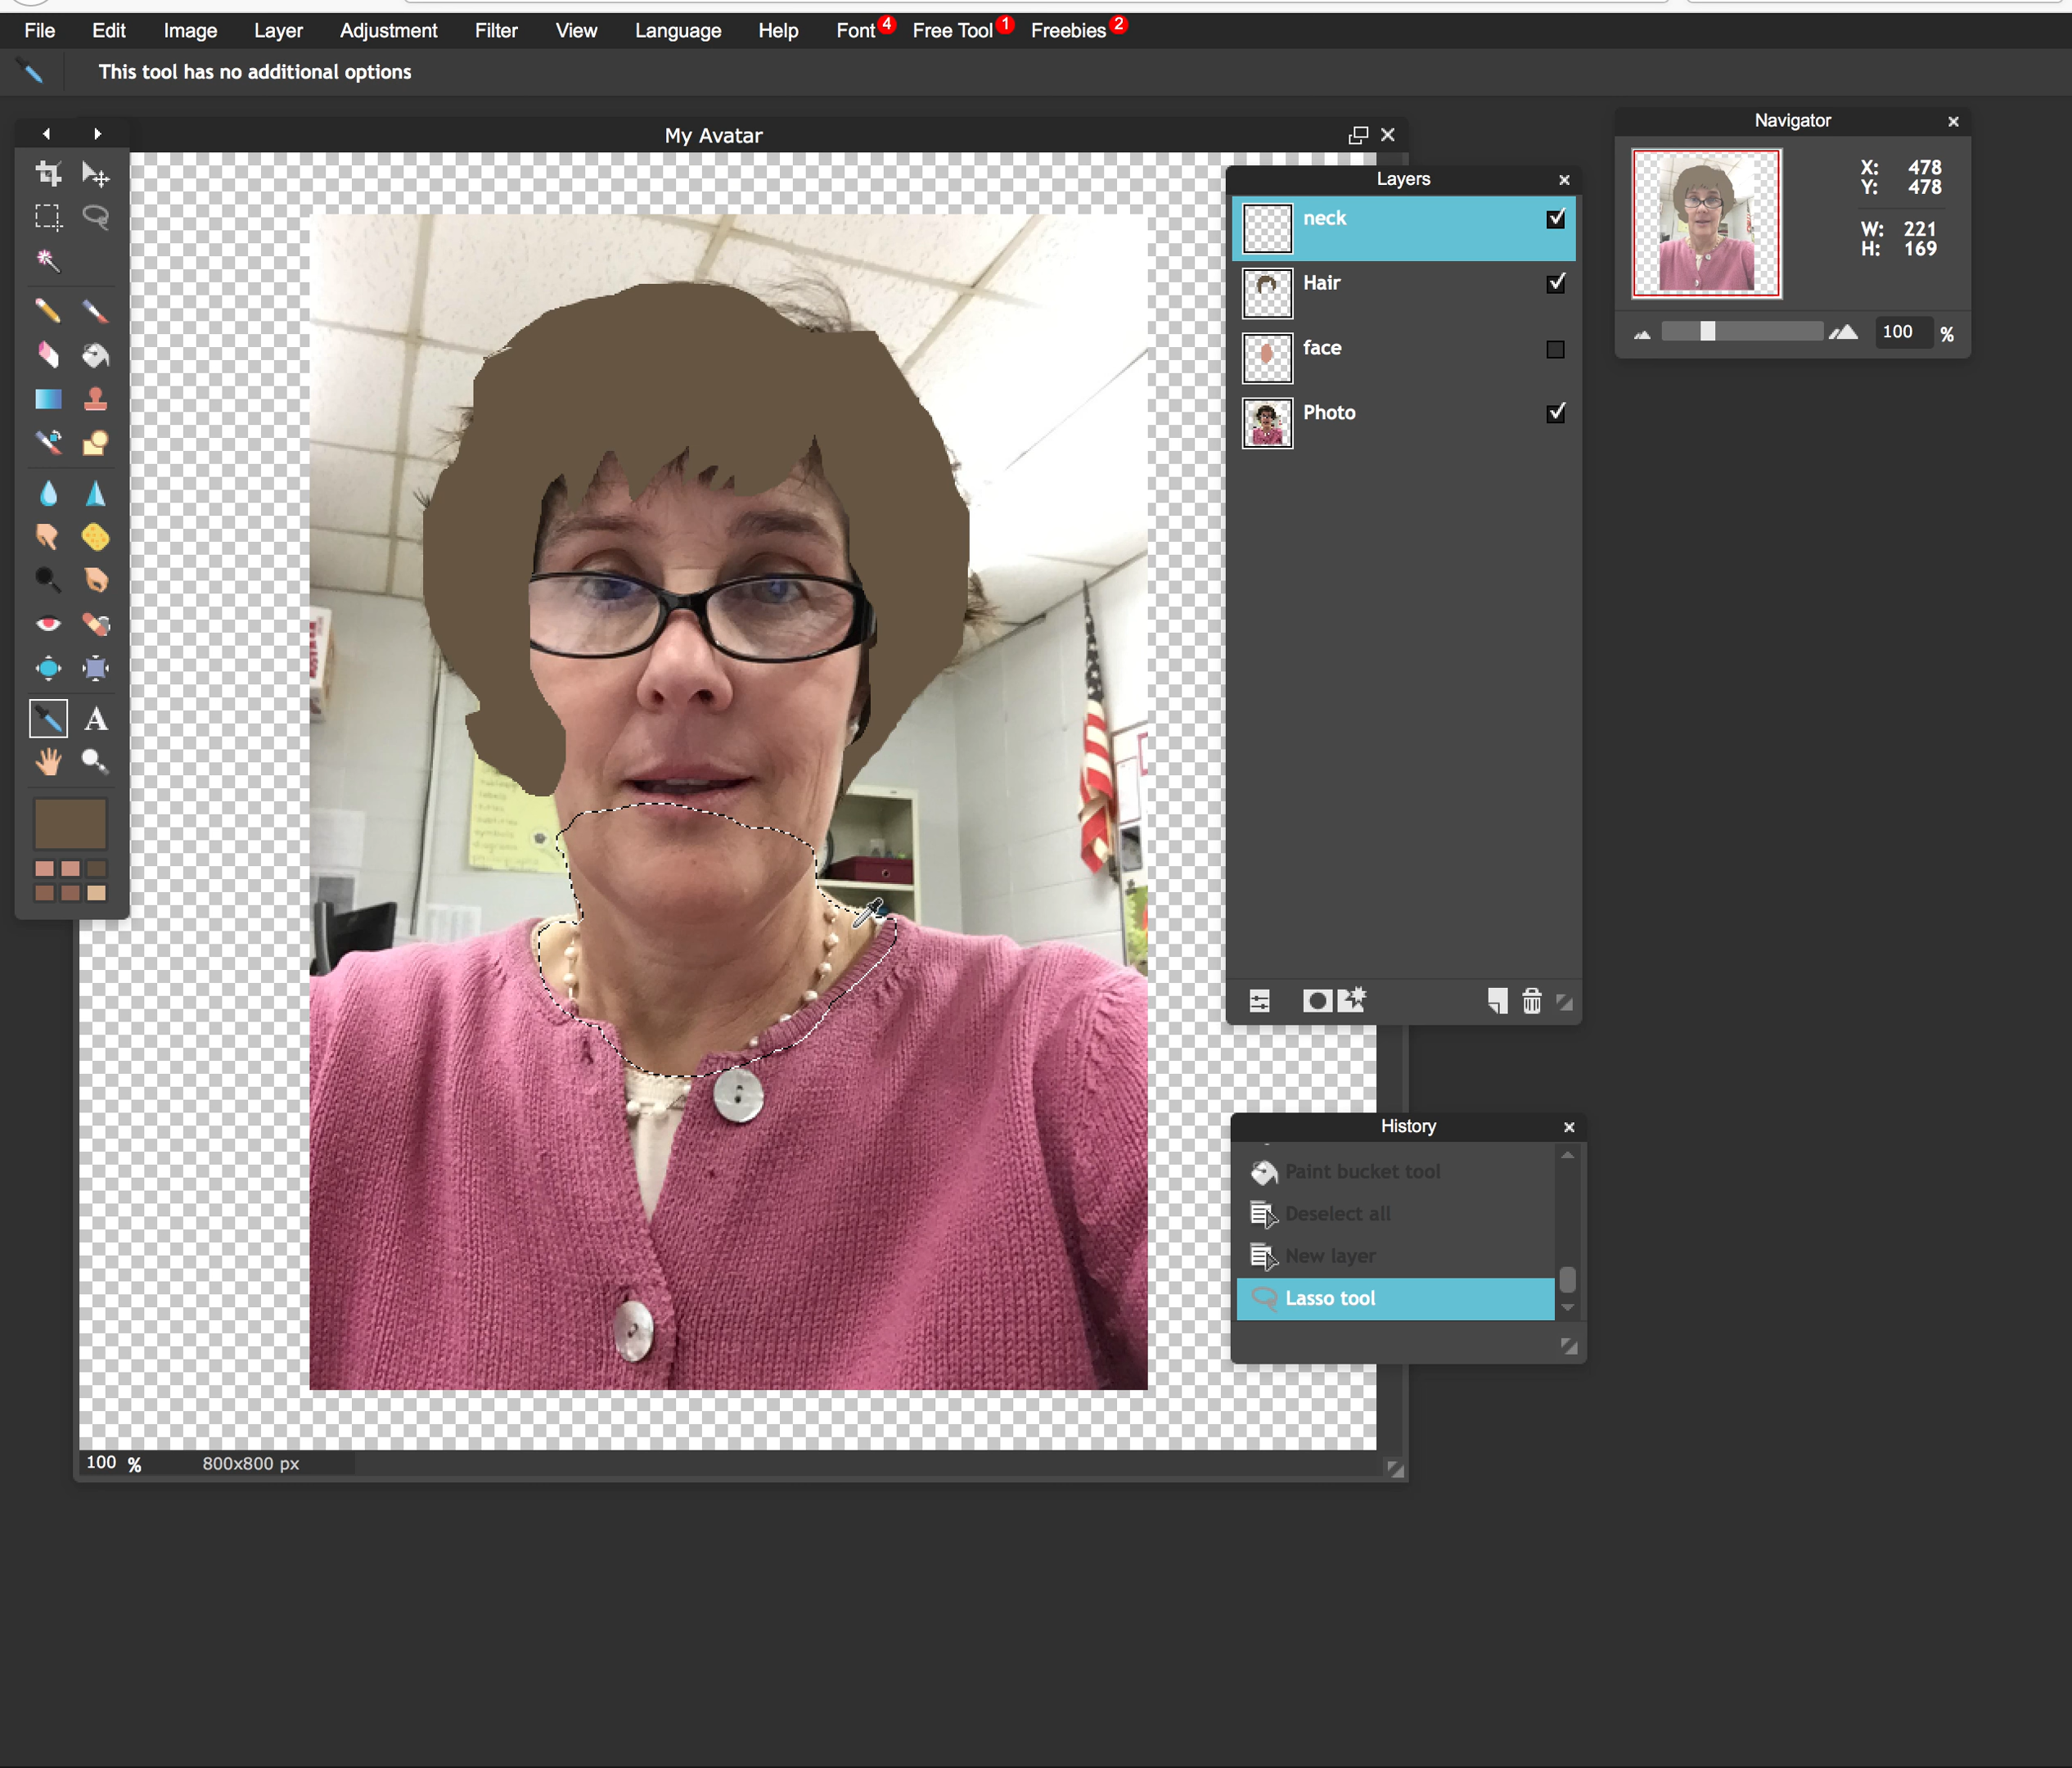 File Edit Image Layer Adjustment Filter View Language Help Font 4 Free Tool 1 Freebies 2
This tool has no additional options
My Avatar
Navigator
X: 478
Y: 478
W: 221
H: 169
100 %
Layers
neck
Hair
face
Photo
A
History
Paint bucket tool
Deselect all
New layer
Lasso tool
100 % 800x800 px